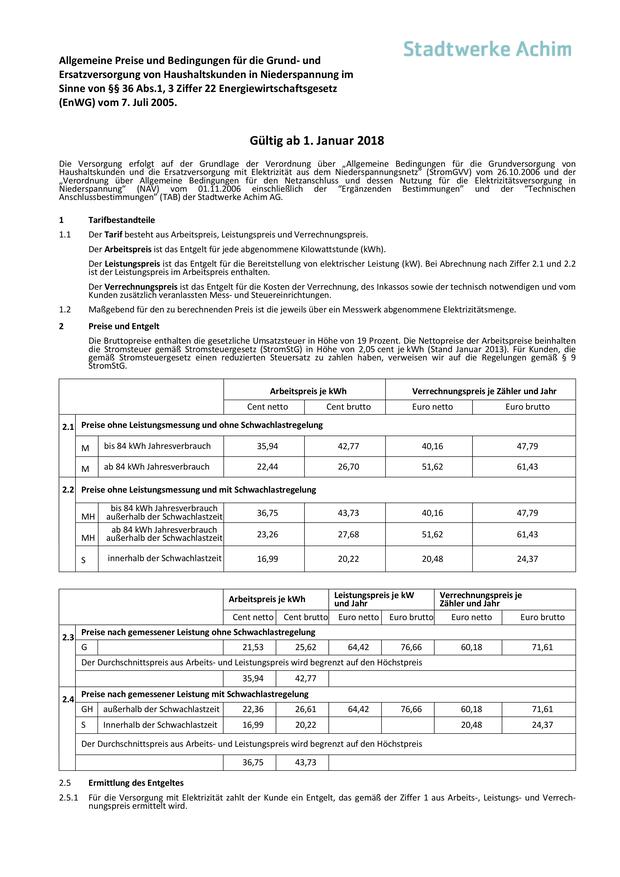 Stadtwerke Achim
Allgemeine Preise und Bedingungen für die Grund- und
Ersatzversorgung von Haushaltskunden in Niederspannung im
Sinne von §§ 36 Abs.1, 3 Ziffer 22 Energiewirtschaftsgesetz
(EnWG) vom 7. Juli 2005.
Gültig ab 1. Januar 2018
Die Versorgung erfolgt auf der Grundlage der Verordnung über „Allgemeine Bedingungen für die Grundversorgung von
Haushaltskunden und die Ersatzversorgung mit Elektrizität aus dem Niederspannungsnetz“ (StromGVV) vom 26.10.2006 und der
„Verordnung über Allgemeine Bedingungen für den Netzanschluss und dessen Nutzung für die Elektrizitätsversorgung in
Niederspannung“ (NAV) vom 01.11.2006 einschließlich der “Ergänzenden Bestimmungen” und der “Technischen
Anschlussbestimmungen“ (TAB) der Stadtwerke Achim AG.
1 Tarifbestandteile
1.1 Der Tarif besteht aus Arbeitspreis, Leistungspreis und Verrechnungspreis.
Der Arbeitspreis ist das Entgelt für jede abgenommene Kilowattstunde (kWh).
Der Leistungspreis ist das Entgelt für die Bereitstellung von elektrischer Leistung (kW). Bei Abrechnung nach Ziffer 2.1 und 2.2
ist der Leistungspreis im Arbeitspreis enthalten.
Der Verrechnungspreis ist das Entgelt für die Kosten der Verrechnung, des Inkassos sowie der technisch notwendigen und vom
Kunden zusätzlich veranlassten Mess- und Steuereinrichtungen.
1.2 Maßgebend für den zu berechnenden Preis ist die jeweils über ein Messwerk abgenommene Elektrizitätsmenge.
2 Preise und Entgelt
Die Bruttopreise enthalten die gesetzliche Umsatzsteuer in Höhe von 19 Prozent. Die Nettopreise der Arbeitspreise beinhalten
die Stromsteuer gemäß Stromsteuergesetz (StromStG) in Höhe von 2,05 cent je kWh (Stand Januar 2013). Für Kunden, die
gemäß Stromsteuergesetz einen reduzierten Steuersatz zu zahlen haben, verweisen wir auf die Regelungen gemäß § 9
StromStG.
Arbeitspreis je kWh Verrechnungspreis je Zähler und Jahr
Cent netto Cent brutto Euro netto Euro brutto
2.1 Preise ohne Leistungsmessung und ohne Schwachlastregelung
M bis 84 kWh Jahresverbrauch 35,94 42,77 40,16 47,79
M ab 84 kWh Jahresverbrauch 22,44 26,70 51,62 61,43
2.2 Preise ohne Leistungsmessung und mit Schwachlastregelung
bis 84 kWh Jahresverbrauch
MH außerhalb der Schwachlastzeit 36,75 43,73 40,16 47,79
ab 84 kWh Jahresverbrauch
MH außerhalb der Schwachlastzeit 23,26 27,68 51,62 61,43
S innerhalb der Schwachlastzeit 16,99 20,22 20,48 24,37
Arbeitspreis je kWh Leistungspreis je kW und Jahr Verrechnungspreis je Zähler und Jahr
Cent netto Cent brutto Euro netto Euro brutto Euro netto Euro brutto
2.3 Preise nach gemessener Leistung ohne Schwachlastregelung
G 21,53 25,62 64,42 76,66 60,18 71,61
Der Durchschnittspreis aus Arbeits- und Leistungspreis wird begrenzt auf den Höchstpreis
35,94 42,77
2.4 Preise nach gemessener Leistung mit Schwachlastregelung
GH außerhalb der Schwachlastzeit 22,36 26,61 64,42 76,66 60,18 71,61
S Innerhalb der Schwachlastzeit 16,99 20,22 20,48 24,37
Der Durchschnittspreis aus Arbeits- und Leistungspreis wird begrenzt auf den Höchstpreis
36,75 43,73
2.5 Ermittlung des Entgeltes
2.5.1 Für die Versorgung mit Elektrizität zahlt der Kunde ein Entgelt, das gemäß der Ziffer 1 aus Arbeits-, Leistungs- und Verrech-
nungspreis ermittelt wird.